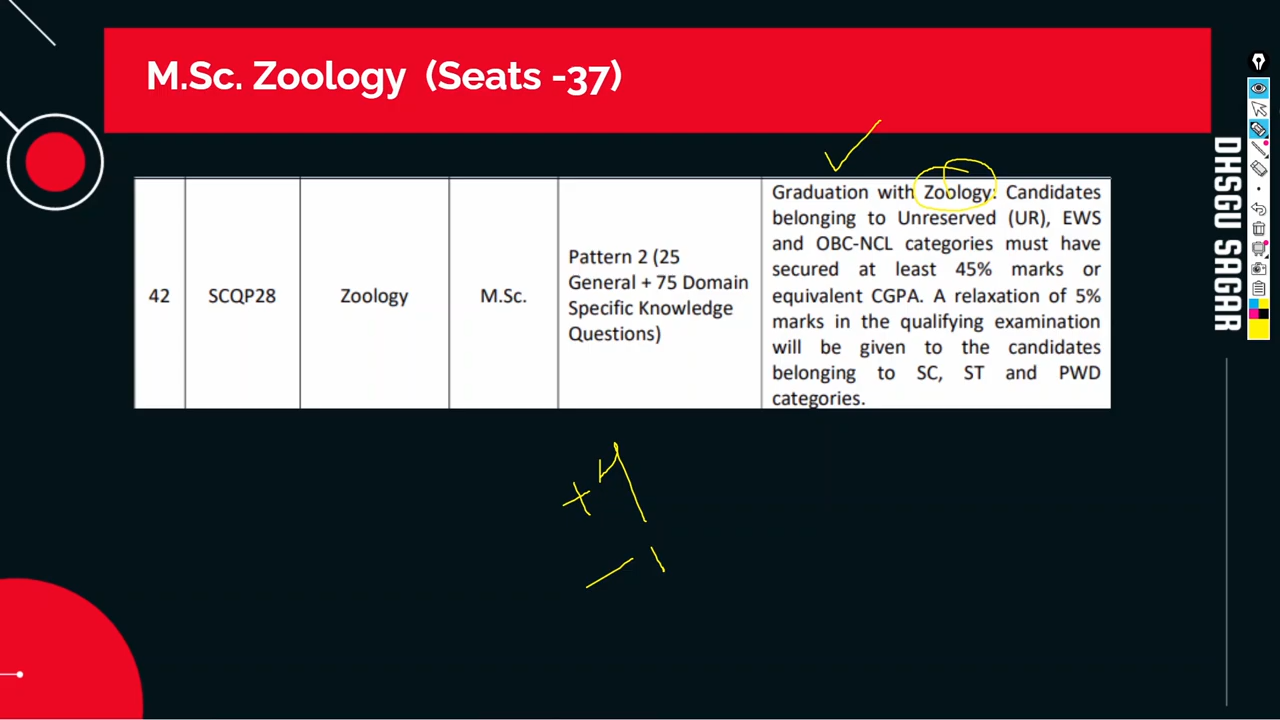 M.Sc. Zoology (Seats -37)
42
SCQP28
Zoology
M.Sc.
Pattern 2 (25
General + 75 Domain
Specific Knowledge
Questions)
Graduation with Zoology: Candidates
belonging to Unreserved (UR), EWS
and OBC-NCL categories must have
secured at least 45% marks or
equivalent CGPA. A relaxation of 5%
marks in the qualifying examination
will be given to the candidates
belonging to SC, ST and PWD
categories.
+4
-1
DHSGU SAGAR